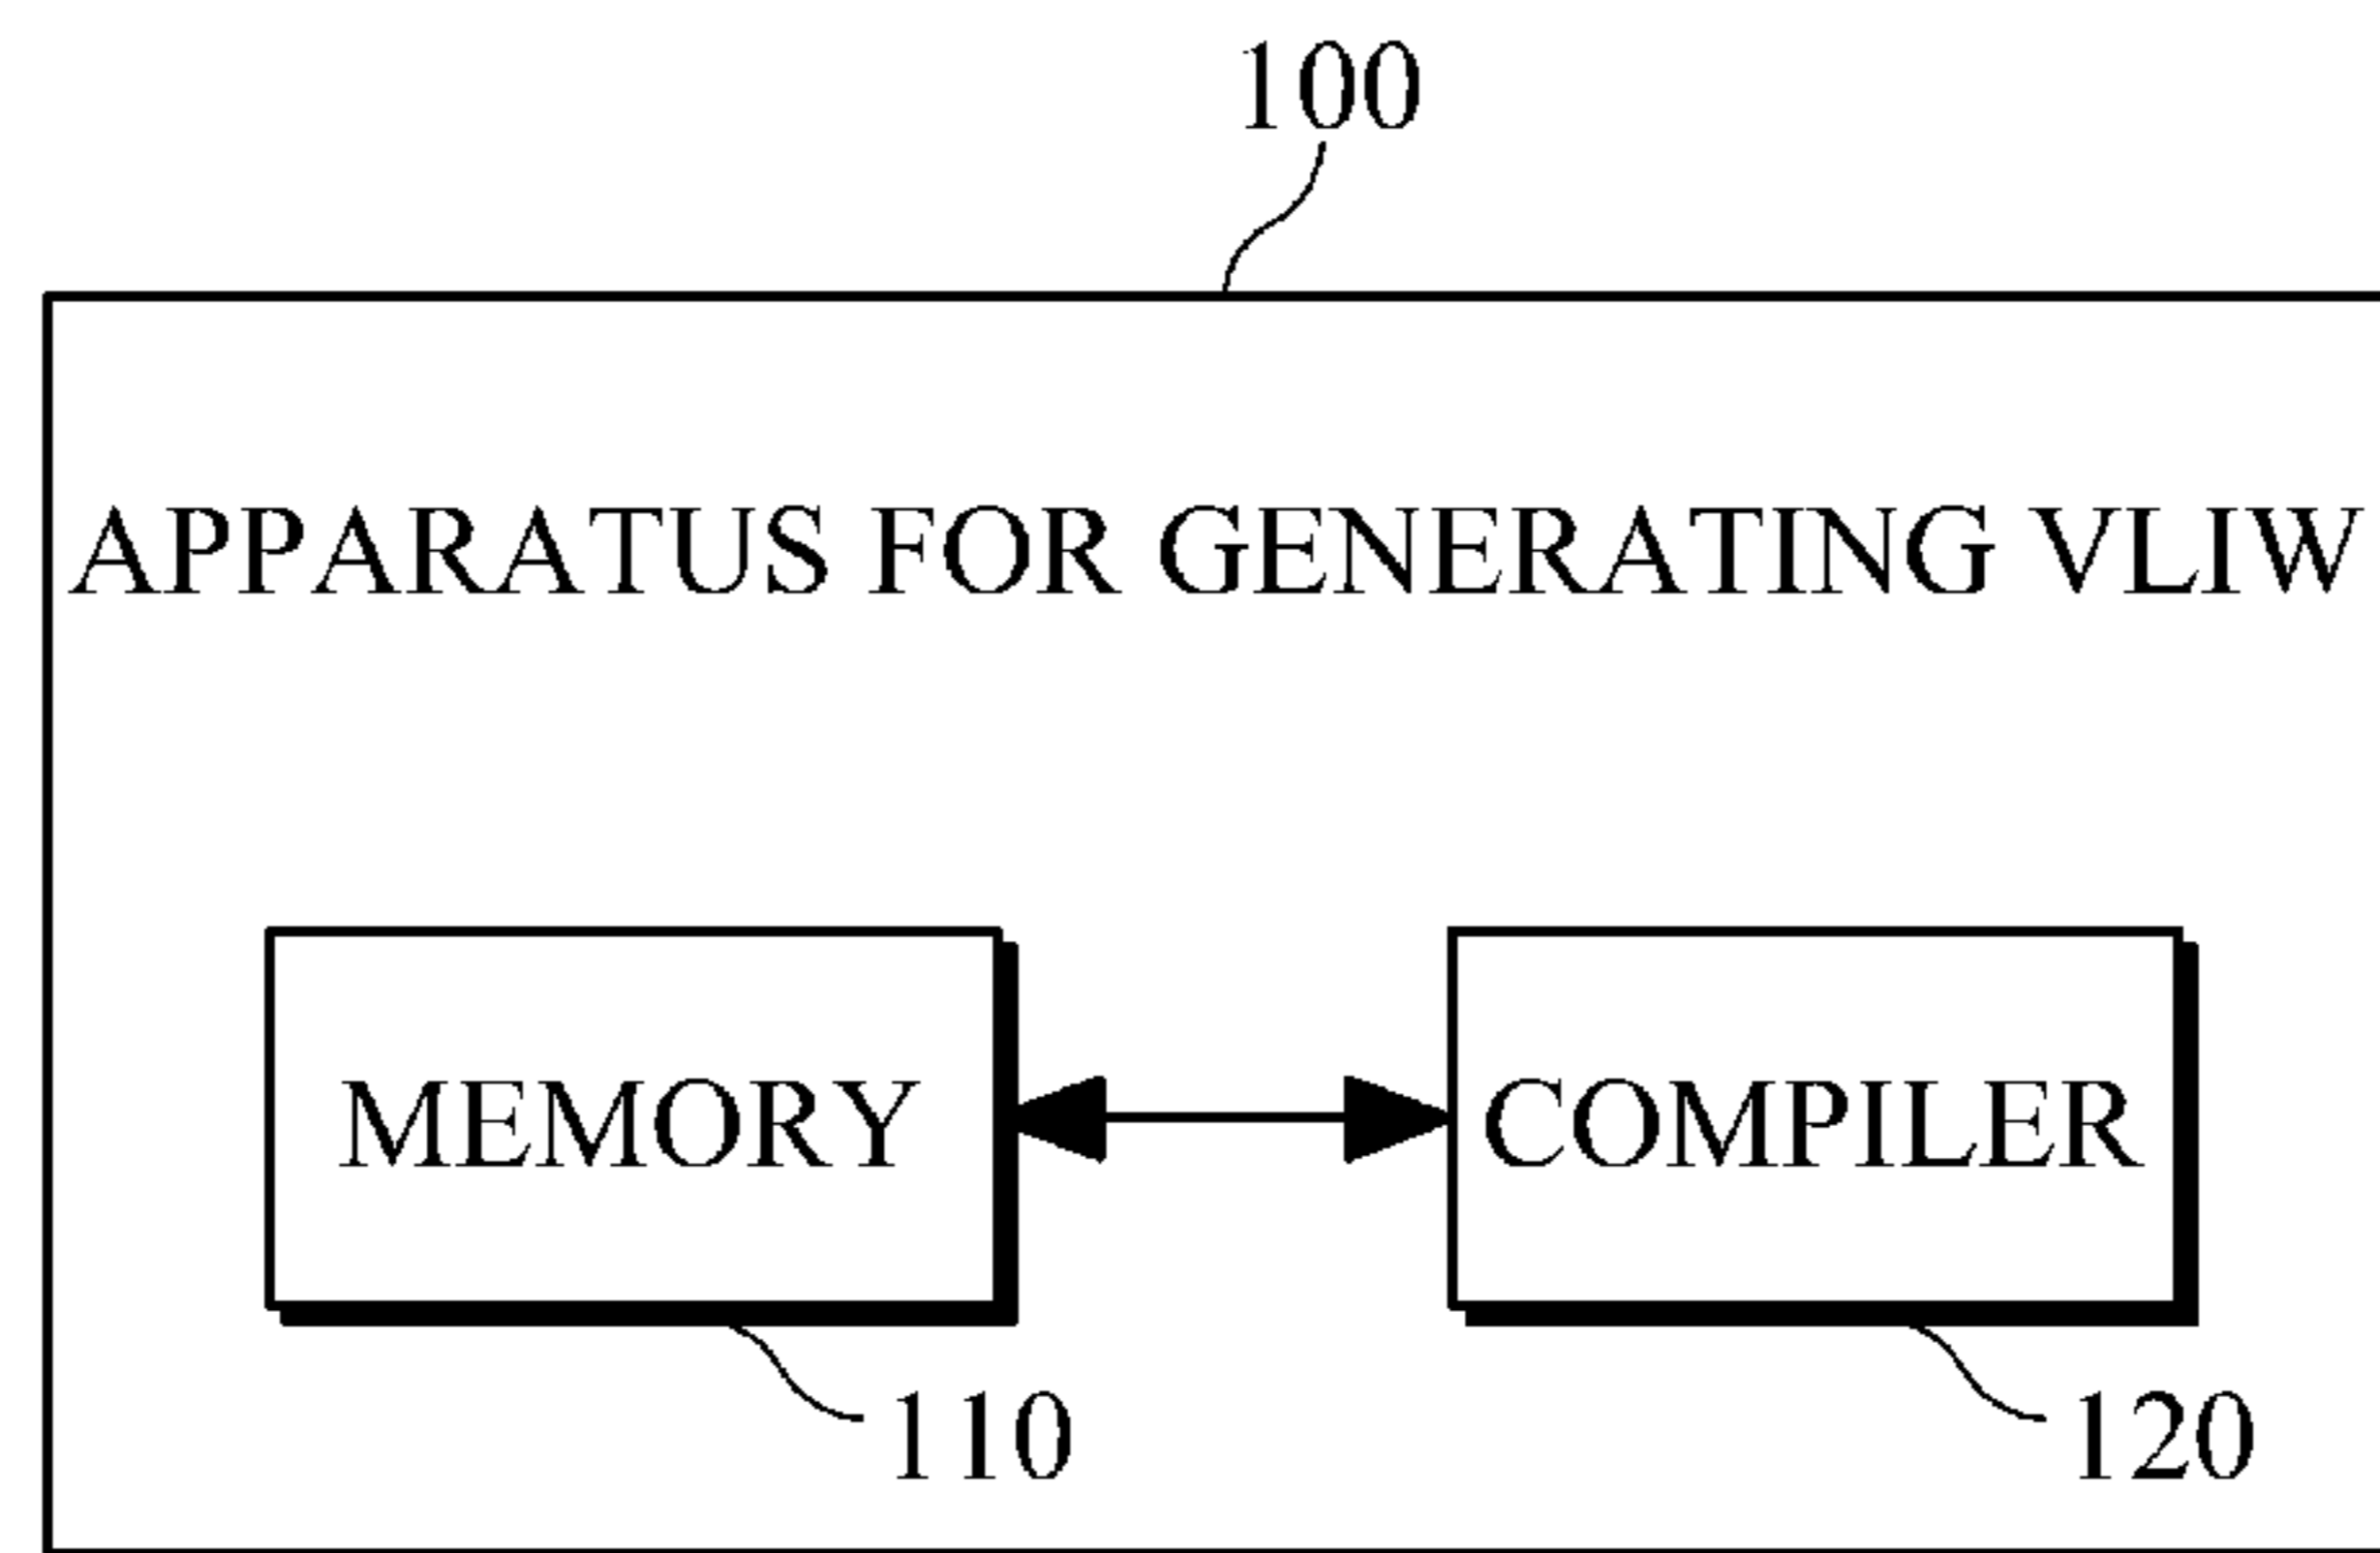 100
APPARATUS FOR GENERATING VLIW
MEMORY
COMPILER
110
120